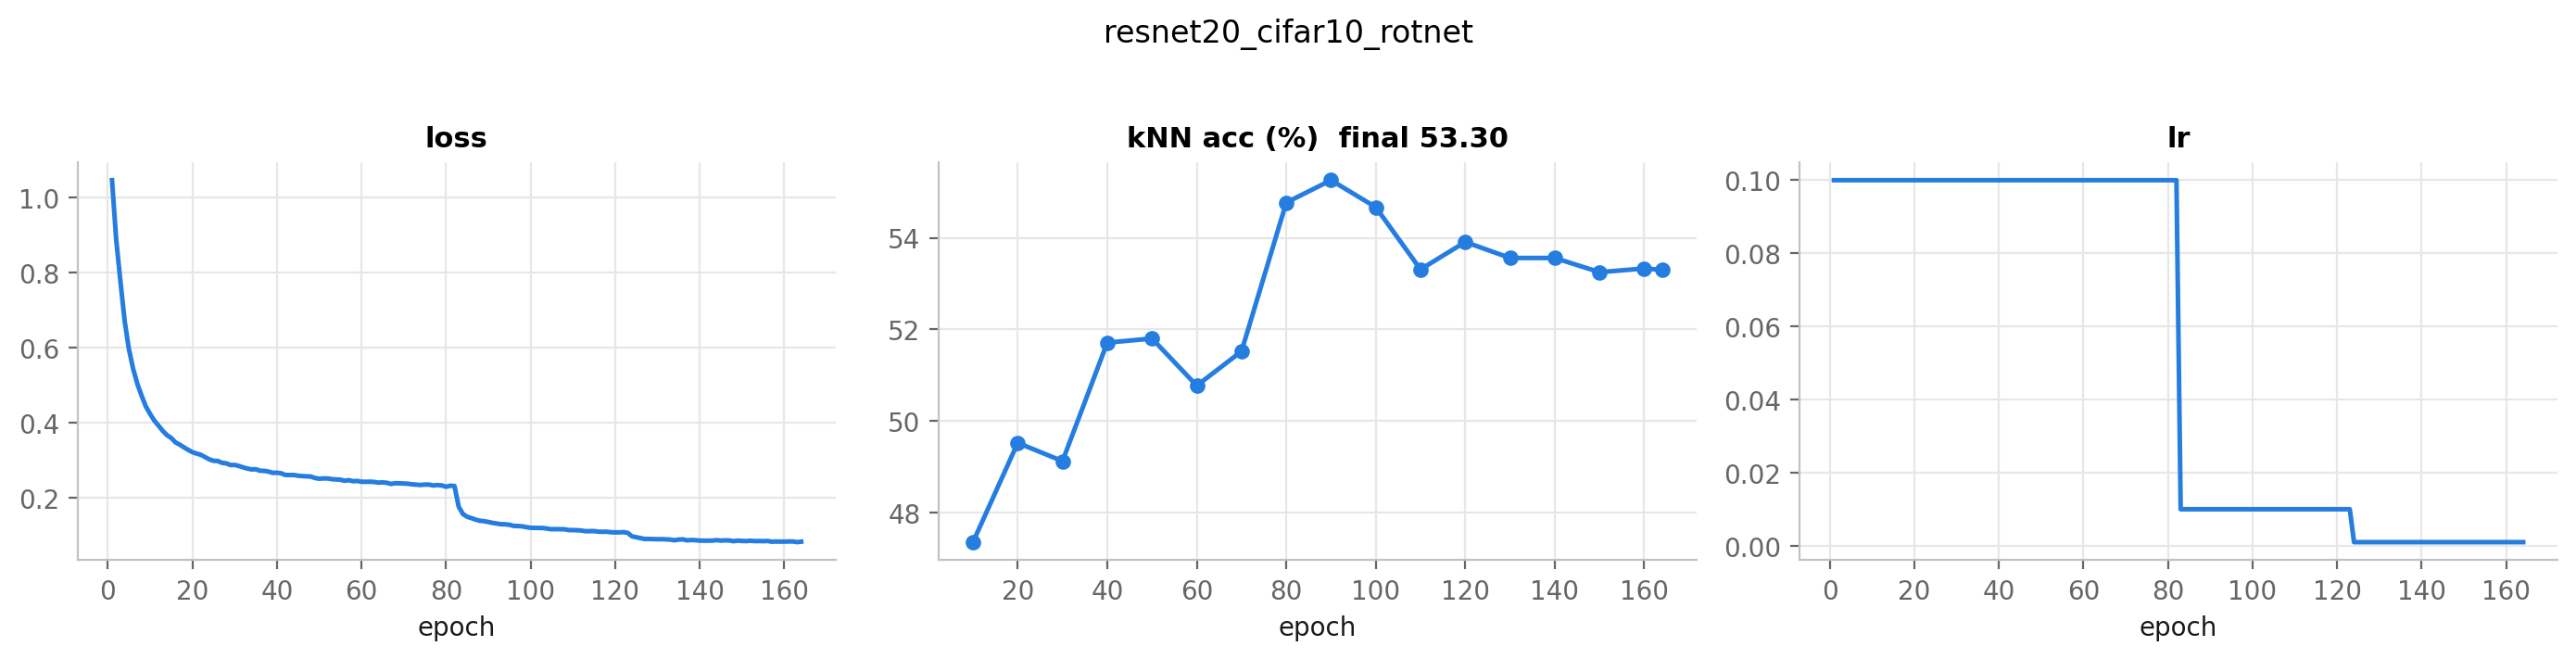 resnet20_cifar10_rotnet
loss
1.0
0.8
0.6
0.4
0.2
0 20 40 60 80 100 120 140 160
epoch
kNN acc (%)  final 53.30
54
52
50
48
20 40 60 80 100 120 140 160
epoch
lr
0.10
0.08
0.06
0.04
0.02
0.00
0 20 40 60 80 100 120 140 160
epoch